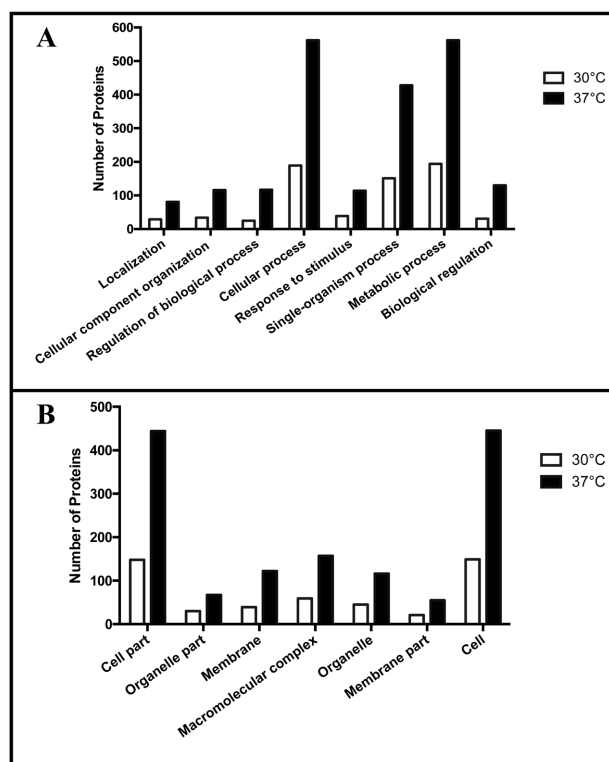 A
600
500
400
300
200
100
0
Number of Proteins
30°C
37°C
Localization
Cellular component organization
Regulation of biological process
Cellular process
Response to stimulus
Single-organism process
Metabolic process
Biological regulation
B
500
400
300
200
100
0
Number of Proteins
30°C
37°C
Cell part
Organelle part
Membrane
Macromolecular complex
Organelle
Membrane part
Cell